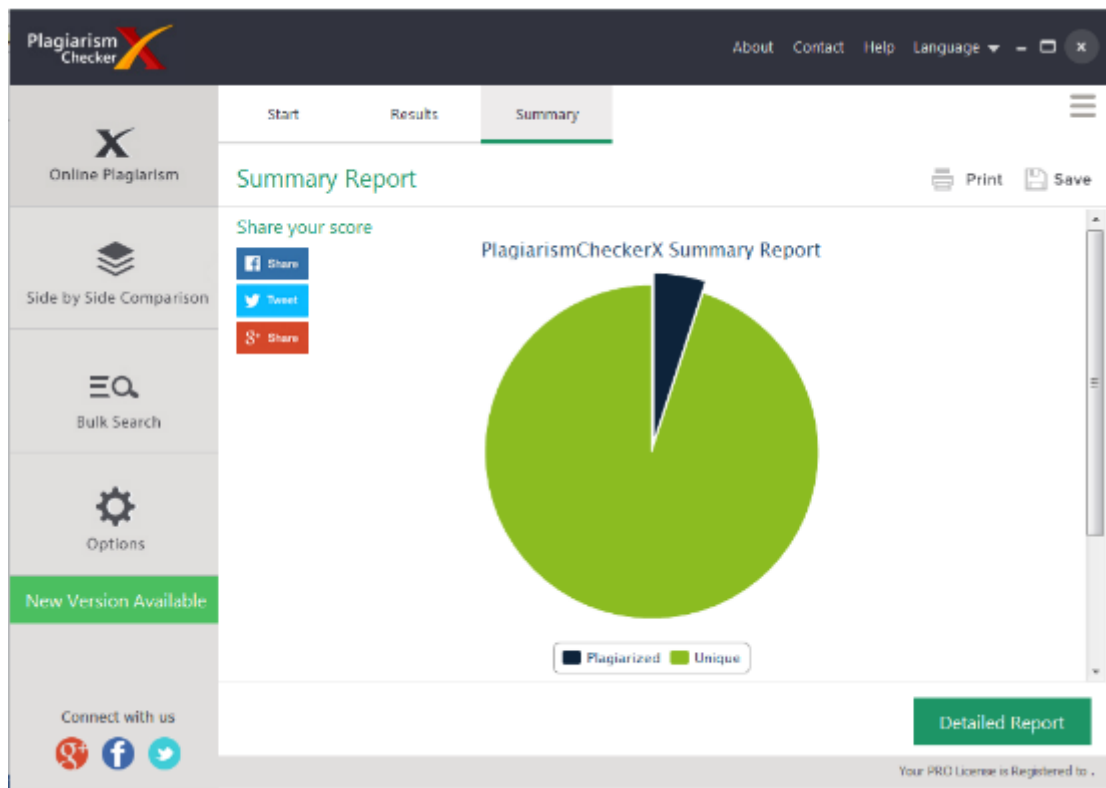 Plagiarism
Checker
About Contact Help Language
Start Results Summary
Online Plagiarism
Summary Report
Print Save
Share your score
Share
Tweet
Share
PlagiarismCheckerX Summary Report
Side by Side Comparison
Bulk Search
Options
New Version Available
Plagiarized Unique
Connect with us
Detailed Report
Your PRO License is Registered to .